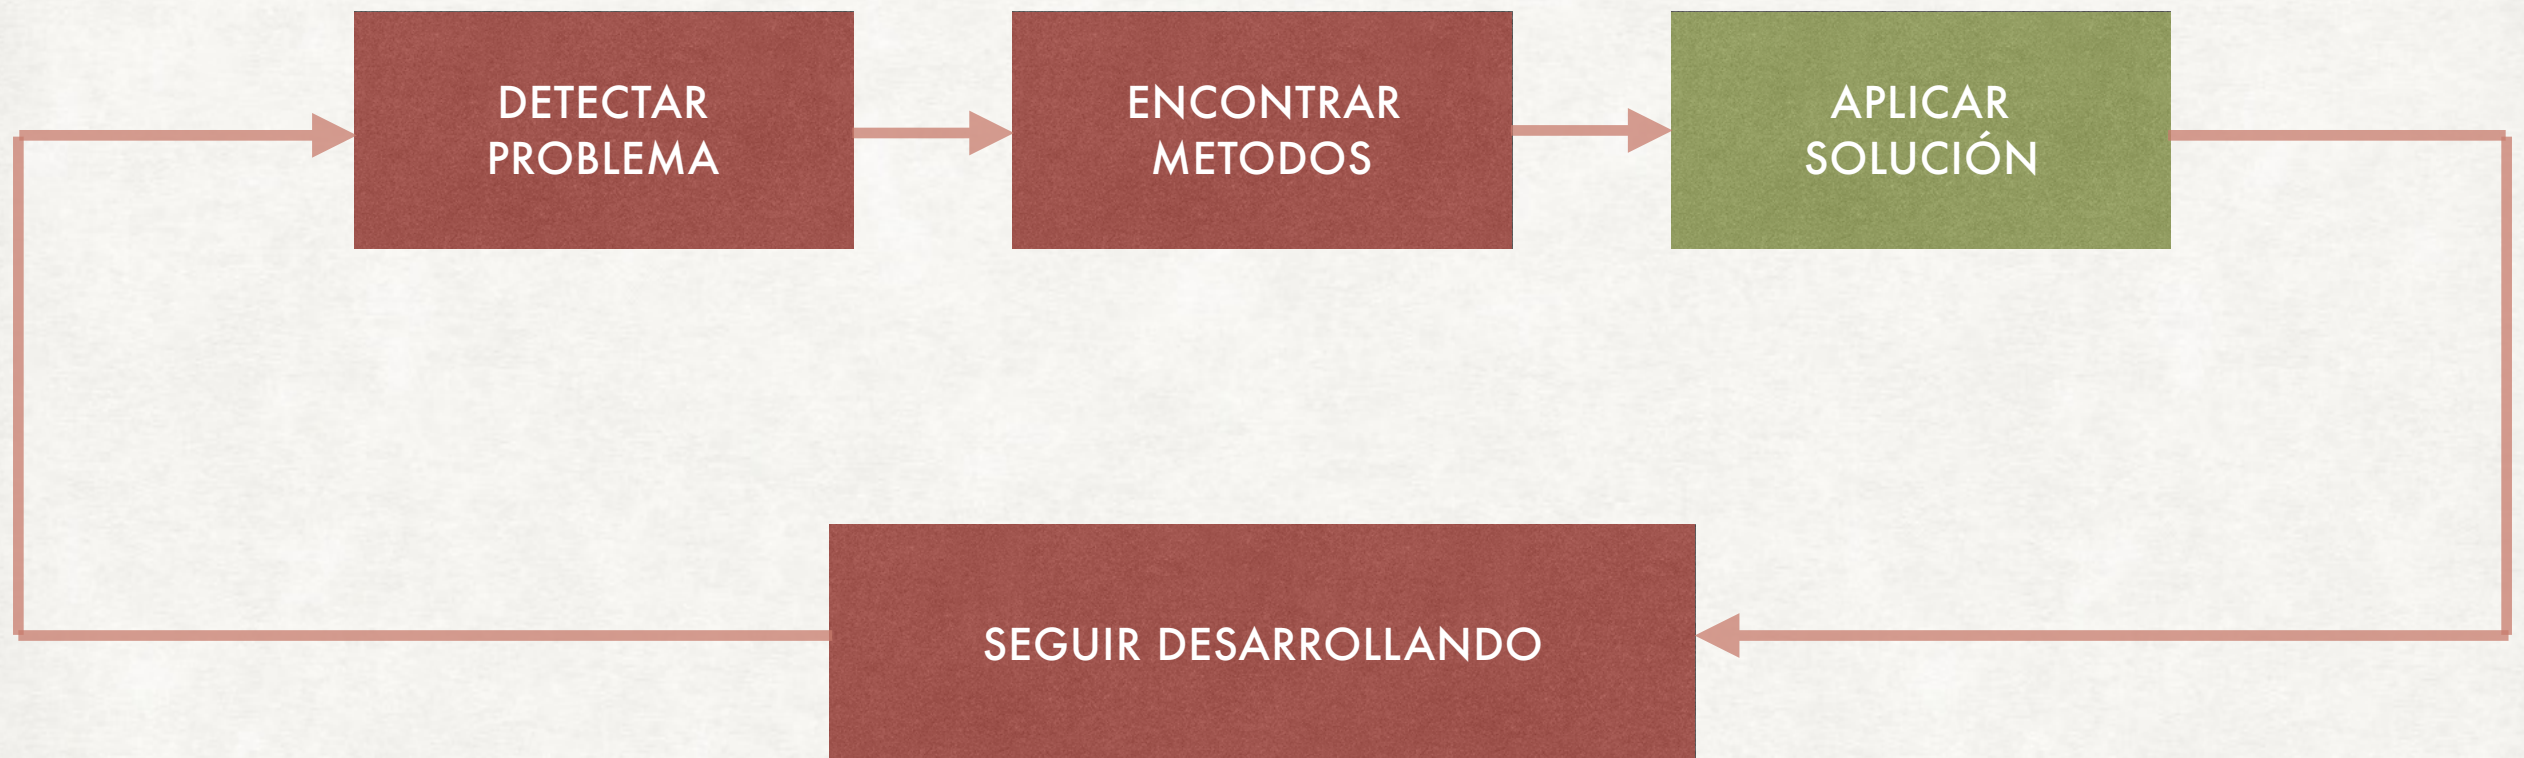 DETECTAR
PROBLEMA
ENCONTRAR
METODOS
APLICAR
SOLUCIÓN
SEGUIR DESARROLLANDO